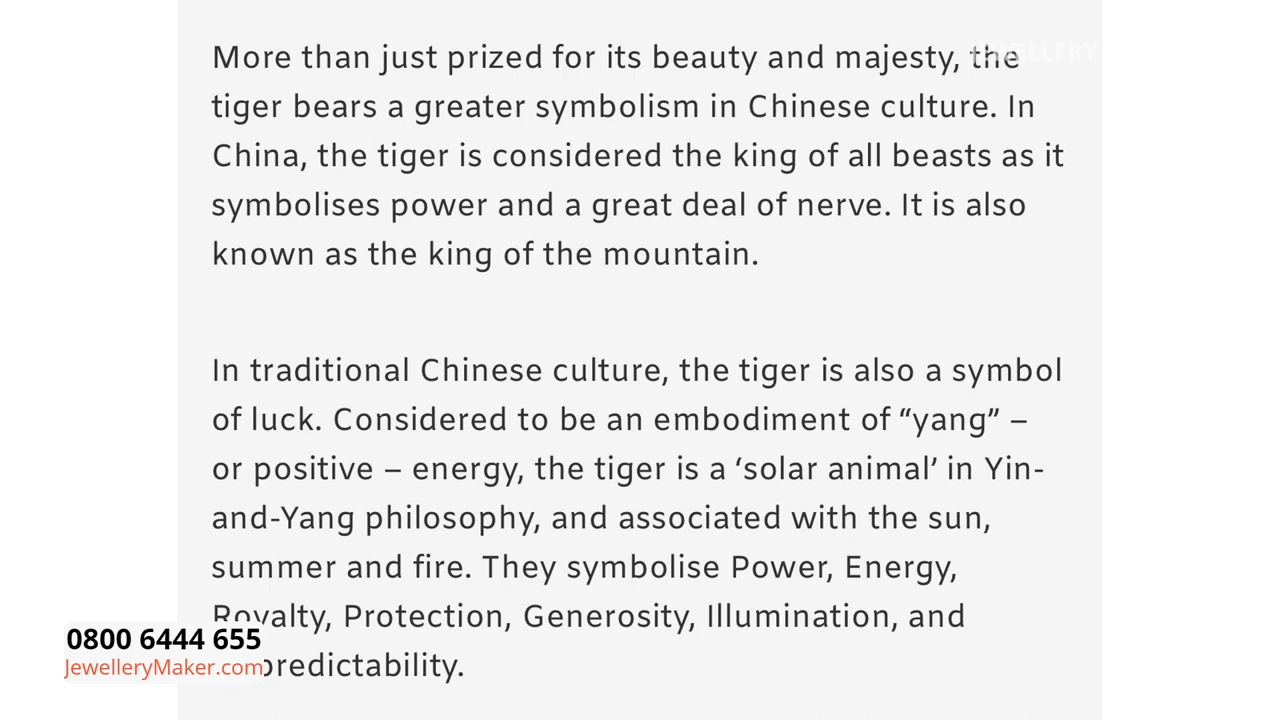 More than just prized for its beauty and majesty, the
JEWELLERY
tiger bears a greater symbolism in Chinese culture. In
China, the tiger is considered the king of all beasts as it
symbolises power and a great deal of nerve. It is also
known as the king of the mountain.
In traditional Chinese culture, the tiger is also a symbol
of luck. Considered to be an embodiment of “yang” –
or positive – energy, the tiger is a ‘solar animal’ in Yin-
and-Yang philosophy, and associated with the sun,
summer and fire. They symbolise Power, Energy,
Royalty, Protection, Generosity, Illumination, and
predictability.
0800 6444 655
JewelleryMaker.com